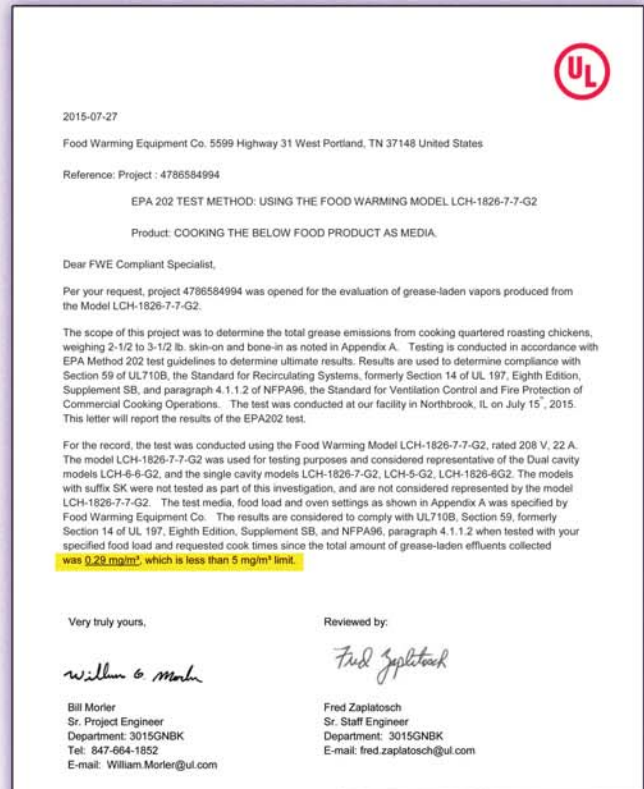 UL
2015-07-27
Food Warming Equipment Co. 5599 Highway 31 West Portland, TN 37148 United States
Reference: Project : 4786584994
EPA 202 TEST METHOD: USING THE FOOD WARMING MODEL LCH-1826-7-7-G2
Product: COOKING THE BELOW FOOD PRODUCT AS MEDIA.
Dear FWE Compliant Specialist,
Per your request, project 4786584994 was opened for the evaluation of grease-laden vapors produced from
the Model LCH-1826-7-7-G2.
The scope of this project was to determine the total grease emissions from cooking quartered roasting chickens,
weighing 2-1/2 to 3-1/2 lb. skin-on and bone-in as noted in Appendix A. Testing is conducted in accordance with
EPA Method 202 test guidelines to determine ultimate results. Results are used to determine compliance with
Section 59 of UL710B, the Standard for Recirculating Systems, formerly Section 14 of UL 197, Eighth Edition,
Supplement SB, and paragraph 4.1.1.2 of NFPA96, the Standard for Ventilation Control and Fire Protection of
Commercial Cooking Operations. The test was conducted at our facility in Northbrook, IL on July 15, 2015.
This letter will report the results of the EPA202 test.
For the record, the test was conducted using the Food Warming Model LCH-1826-7-7-G2, rated 208 V, 22 A.
The model LCH-1826-7-7-G2 was used for testing purposes and considered representative of the Dual cavity
models LCH-6-6-G2, and the single cavity models LCH-1826-7-G2, LCH-5-G2, LCH-1826-6G2. The models
with suffix SK were not tested as part of this investigation, and are not considered represented by the model
LCH-1826-7-7-G2. The test media, food load and oven settings as shown in Appendix A was specified by
Food Warming Equipment Co. The results are considered to comply with UL710B, Section 59, formerly
Section 14 of UL 197, Eighth Edition, Supplement SB, and NFPA96, paragraph 4.1.1.2 when tested with your
specified food load and requested cook times since the total amount of grease-laden effluents collected
was 0.29 mg/m³, which is less than 5 mg/m³ limit.
Very truly yours, Reviewed by:
William G. Morler Fred Zaplatosch
Bill Morler Fred Zaplatosch
Sr. Project Engineer Sr. Staff Engineer
Department: 3015GNBK Department: 3015GNBK
Tel: 847-664-1852 E-mail: fred.zaplatosch@ul.com
E-mail: William.Morler@ul.com